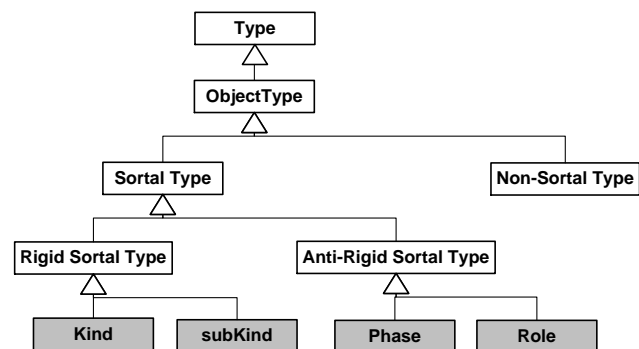 Type
ObjectType
Sortal Type
Non-Sortal Type
Rigid Sortal Type
Anti-Rigid Sortal Type
Kind
subKind
Phase
Role